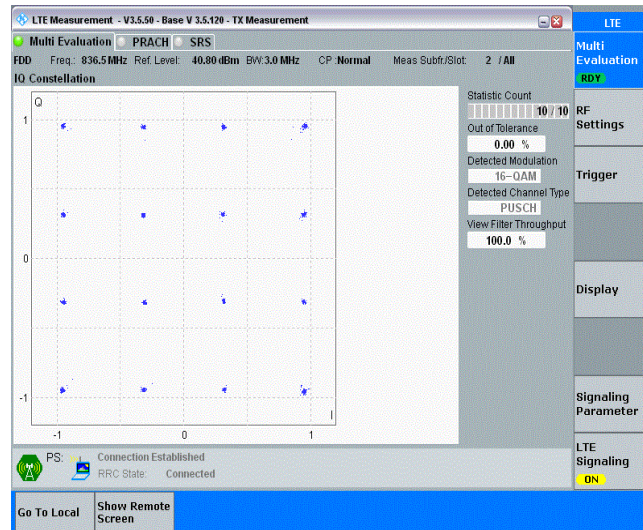 LTE Measurement - V3.5.50 - Base V 3.5.120 - TX Measurement
LTE
Multi Evaluation PRACH SRS
FDD Freq.: 836.5 MHz Ref. Level: 40.80 dBm BW: 3.0 MHz CP :Normal Meas Subfr./Slot: 2 / All
IQ Constellation
Multi
Evaluation
RDY
Q
1
0
-1
-1
0
1
I
Statistic Count
10 / 10
Out of Tolerance
0.00 %
Detected Modulation
16-QAM
Detected Channel Type
PUSCH
View Filter Throughput
100.0 %
RF
Settings
Trigger
Display
Signaling
Parameter
LTE
Signaling
ON
PS: Connection Established
RRC State: Connected
Go To Local
Show Remote
Screen